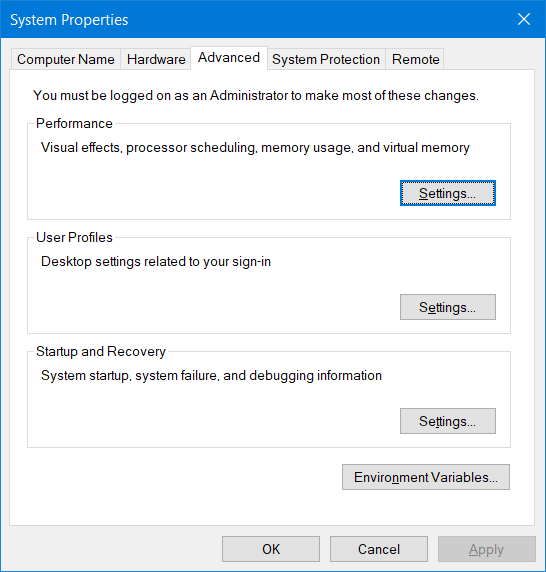 System Properties
Computer Name Hardware Advanced System Protection Remote
You must be logged on as an Administrator to make most of these changes.
Performance
Visual effects, processor scheduling, memory usage, and virtual memory
Settings...
User Profiles
Desktop settings related to your sign-in
Settings...
Startup and Recovery
System startup, system failure, and debugging information
Settings...
Environment Variables...
OK Cancel Apply